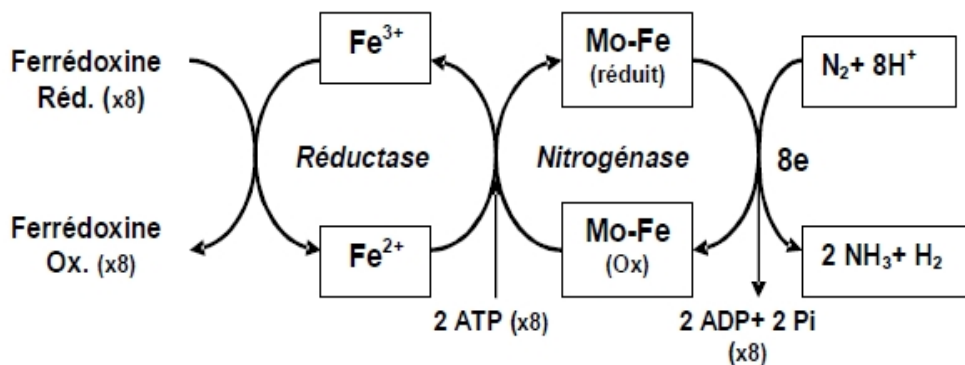 Ferrédoxine
Réd. (x8)
Fe³⁺
Mo-Fe
(réduit)
N₂+ 8H⁺
Réductase
Nitrogénase
8e
Ferrédoxine
Ox. (x8)
Fe²⁺
Mo-Fe
(Ox)
2 NH₃+ H₂
2 ATP (x8)
2 ADP+ 2 Pi
(x8)